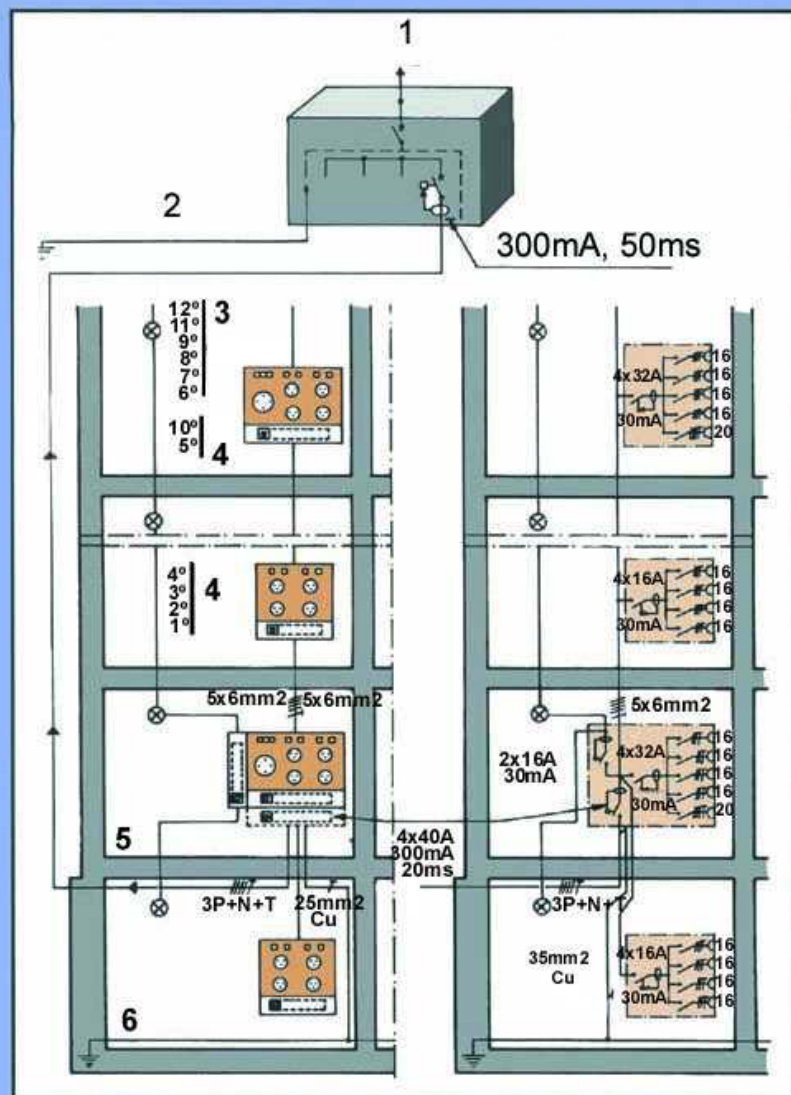 1
2
300mA, 50ms
12º
3
11º
9º
8º
7º
6º
10º
5º
4
16
4x32A
16
16
30mA
16
20
4º
4
3º
2º
1º
16
4x16A
16
16
30mA
16
5x6mm2
5x6mm2
5x6mm2
2x16A
30mA
16
4x32A
16
16
30mA
16
20
5
4x40A
300mA
20ms
3P+N+T
25mm2
Cu
3P+N+T
35mm2
Cu
16
4x16A
16
16
30mA
16
6